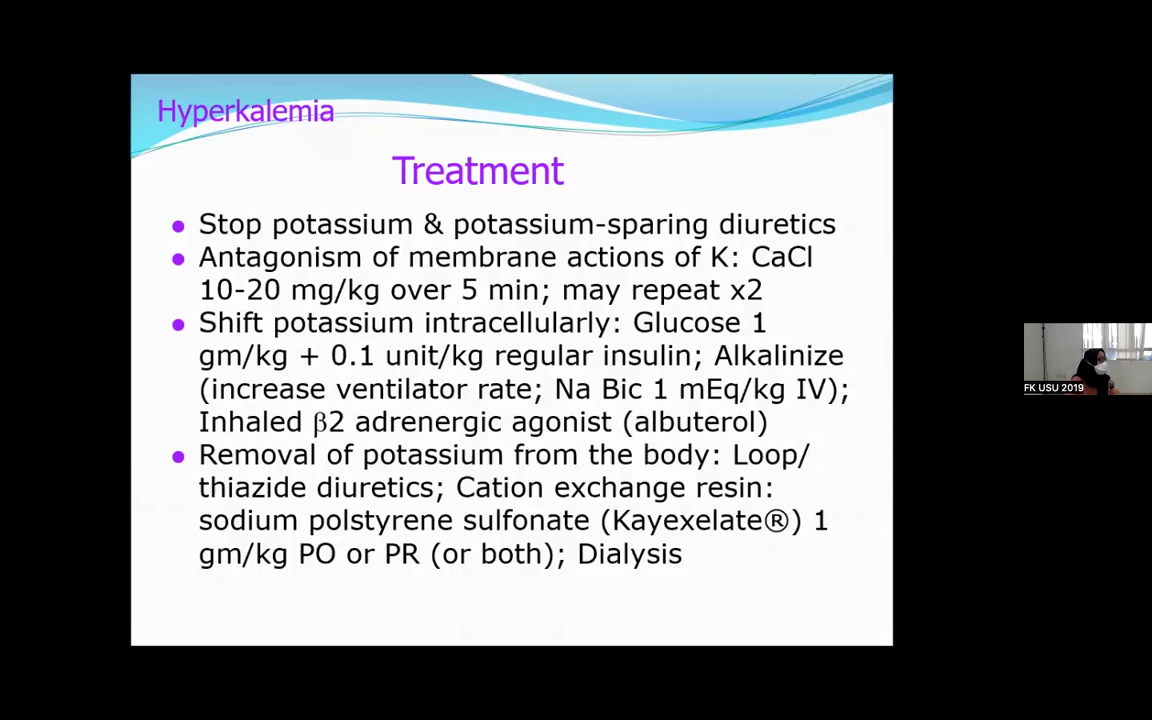 Hyperkalemia
Treatment
● Stop potassium & potassium-sparing diuretics
● Antagonism of membrane actions of K: CaCl
10-20 mg/kg over 5 min; may repeat x2
● Shift potassium intracellularly: Glucose 1
gm/kg + 0.1 unit/kg regular insulin; Alkalinize
(increase ventilator rate; Na Bic 1 mEq/kg IV);
Inhaled β2 adrenergic agonist (albuterol)
● Removal of potassium from the body: Loop/
thiazide diuretics; Cation exchange resin:
sodium polstyrene sulfonate (Kayexelate®) 1
gm/kg PO or PR (or both); Dialysis
FK USU 2019